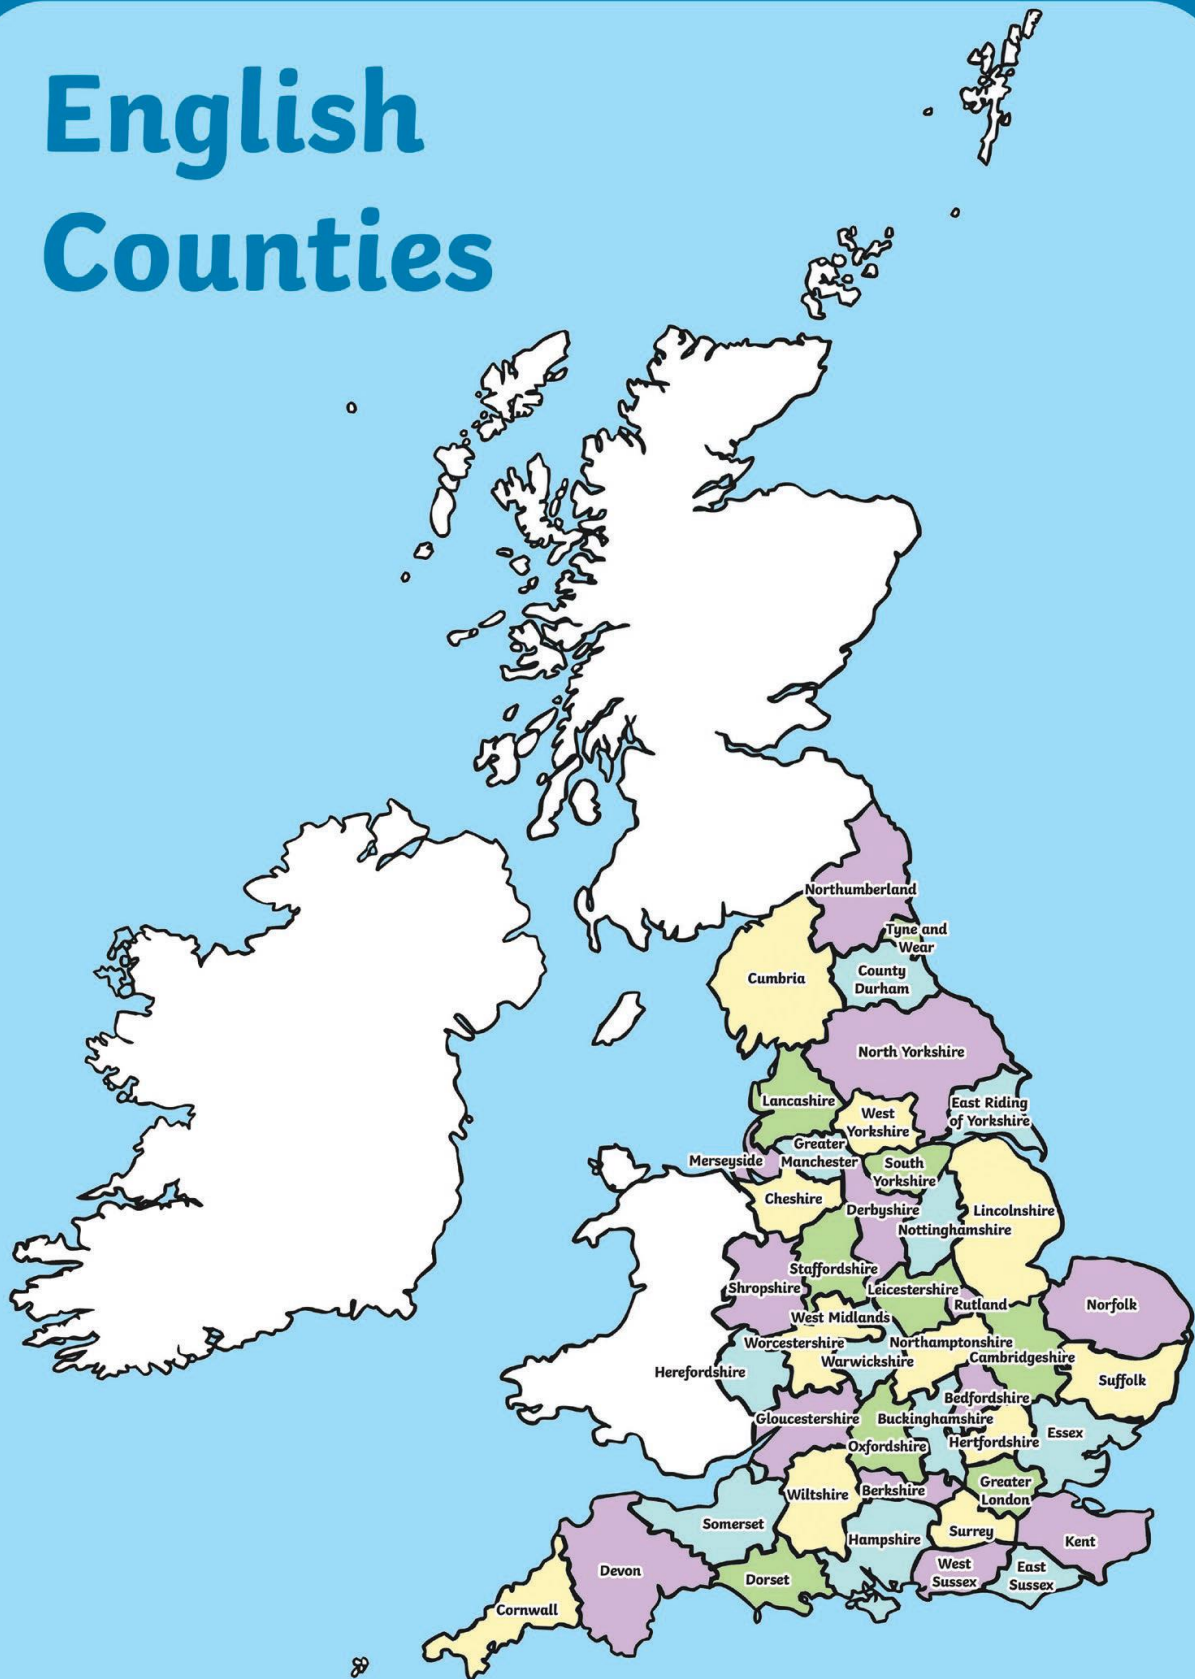 English
Counties
Northumberland
Tyne and
Wear
Cumbria
County
Durham
North Yorkshire
Lancashire
West
Yorkshire
East Riding
of Yorkshire
Merseyside
Greater
Manchester
South
Yorkshire
Cheshire
Derbyshire
Nottinghamshire
Lincolnshire
Staffordshire
Shropshire
Leicestershire
Rutland
Norfolk
West Midlands
Worcestershire
Herefordshire
Warwickshire
Northamptonshire
Cambridgeshire
Suffolk
Bedfordshire
Gloucestershire
Buckinghamshire
Oxfordshire
Hertfordshire
Essex
Wiltshire
Berkshire
Greater
London
Somerset
Hampshire
Surrey
Kent
Devon
Dorset
West
Sussex
East
Sussex
Cornwall